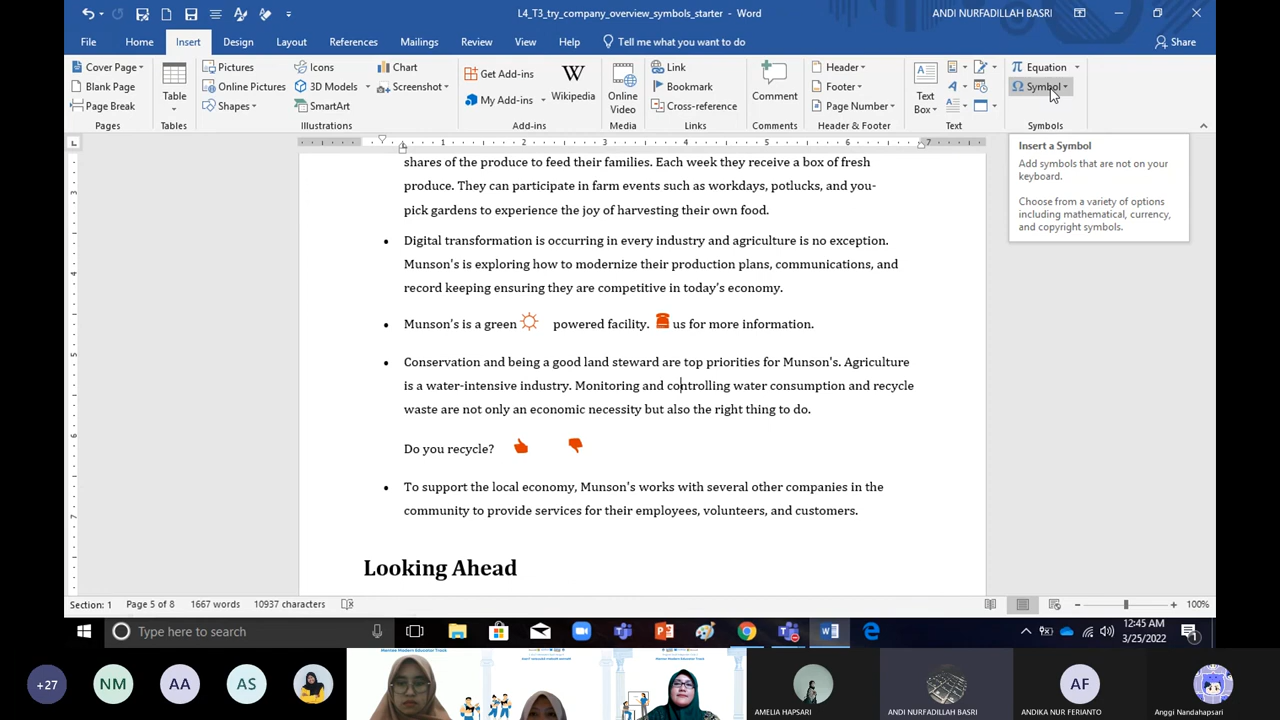 L4_T3_try_company_overview_symbols_starter - Word
ANDI NURFADILLAH BASRI
File Home Insert Design Layout References Mailings Review View Help Tell me what you want to do Share
Cover Page
Blank Page
Page Break
Pages
Table
Tables
Pictures
Online Pictures
Shapes
Icons
3D Models
SmartArt
Chart
Screenshot
Illustrations
Get Add-ins
My Add-ins
Wikipedia
Add-ins
Online
Video
Media
Link
Bookmark
Cross-reference
Links
Comment
Comments
Header
Footer
Page Number
Header & Footer
Text
Box
Text
Equation
Symbol
Symbols
Insert a Symbol
Add symbols that are not on your
keyboard.
Choose from a variety of options
including mathematical, currency,
and copyright symbols.
1 2 3 4 5 6 7
3
4
5
6
7
shares of the produce to feed their families. Each week they receive a box of fresh
produce. They can participate in farm events such as workdays, potlucks, and you-
pick gardens to experience the joy of harvesting their own food.
• Digital transformation is occurring in every industry and agriculture is no exception.
Munson's is exploring how to modernize their production plans, communications, and
record keeping ensuring they are competitive in today's economy.
• Munson's is a green powered facility. us for more information.
• Conservation and being a good land steward are top priorities for Munson's. Agriculture
is a water-intensive industry. Monitoring and controlling water consumption and recycle
waste are not only an economic necessity but also the right thing to do.
Do you recycle?
• To support the local economy, Munson's works with several other companies in the
community to provide services for their employees, volunteers, and customers.
Looking Ahead
Section: 1 Page 5 of 8 1667 words 10937 characters 100%
Type here to search
12:45 AM
3/25/2022
+27
NM
AA
AS
AMELIA HAPSARI
ANDI NURFADILLAH BASRI
AF
ANDIKA NUR FERIANTO
Anggi Nandahapsari